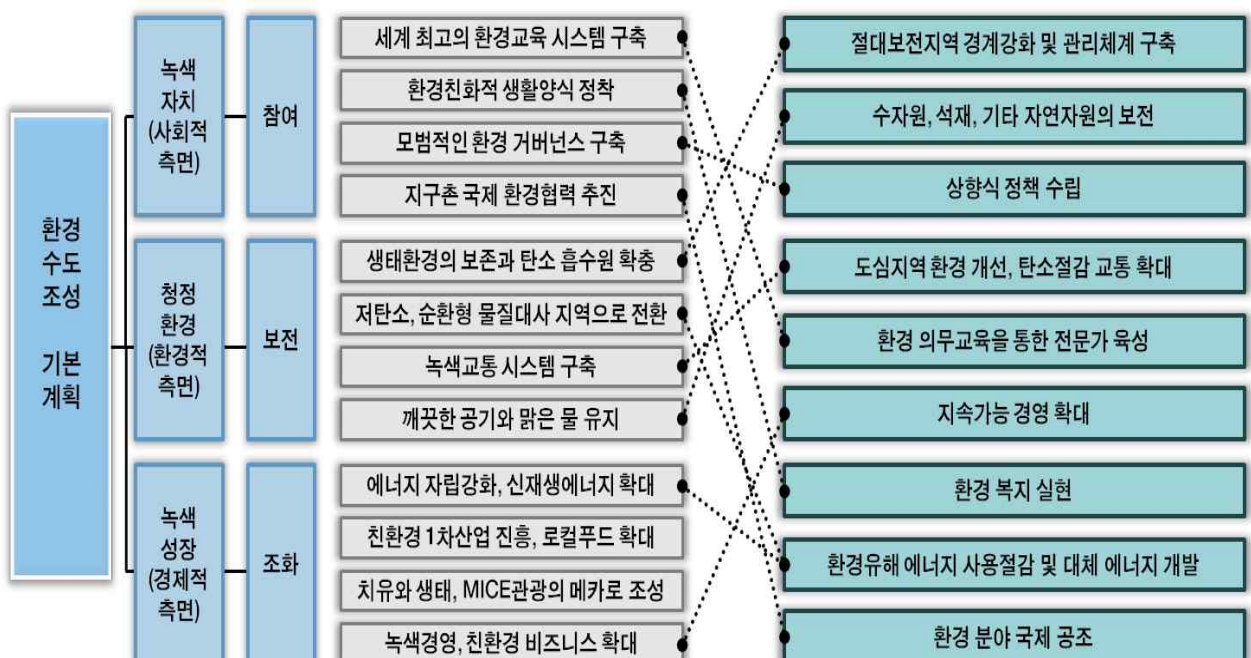 환경
수도
조성
기본
계획
녹색
자치
(사회적
측면)
참여
세계 최고의 환경교육 시스템 구축
환경친화적 생활양식 정착
모범적인 환경 거버넌스 구축
지구촌 국제 환경협력 추진
청정
환경
(환경적
측면)
보전
생태환경의 보존과 탄소 흡수원 확충
저탄소, 순환형 물질대사 지역으로 전환
녹색교통 시스템 구축
깨끗한 공기와 맑은 물 유지
녹색
성장
(경제적
측면)
조화
에너지 자립강화, 신재생에너지 확대
친환경 1차산업 진흥, 로컬푸드 확대
치유와 생태, MICE관광의 메카로 조성
녹색경영, 친환경 비즈니스 확대
절대보전지역 경계강화 및 관리체계 구축
수자원, 석재, 기타 자연자원의 보전
상향식 정책 수립
도심지역 환경 개선, 탄소절감 교통 확대
환경 의무교육을 통한 전문가 육성
지속가능 경영 확대
환경 복지 실현
환경유해 에너지 사용절감 및 대체 에너지 개발
환경 분야 국제 공조